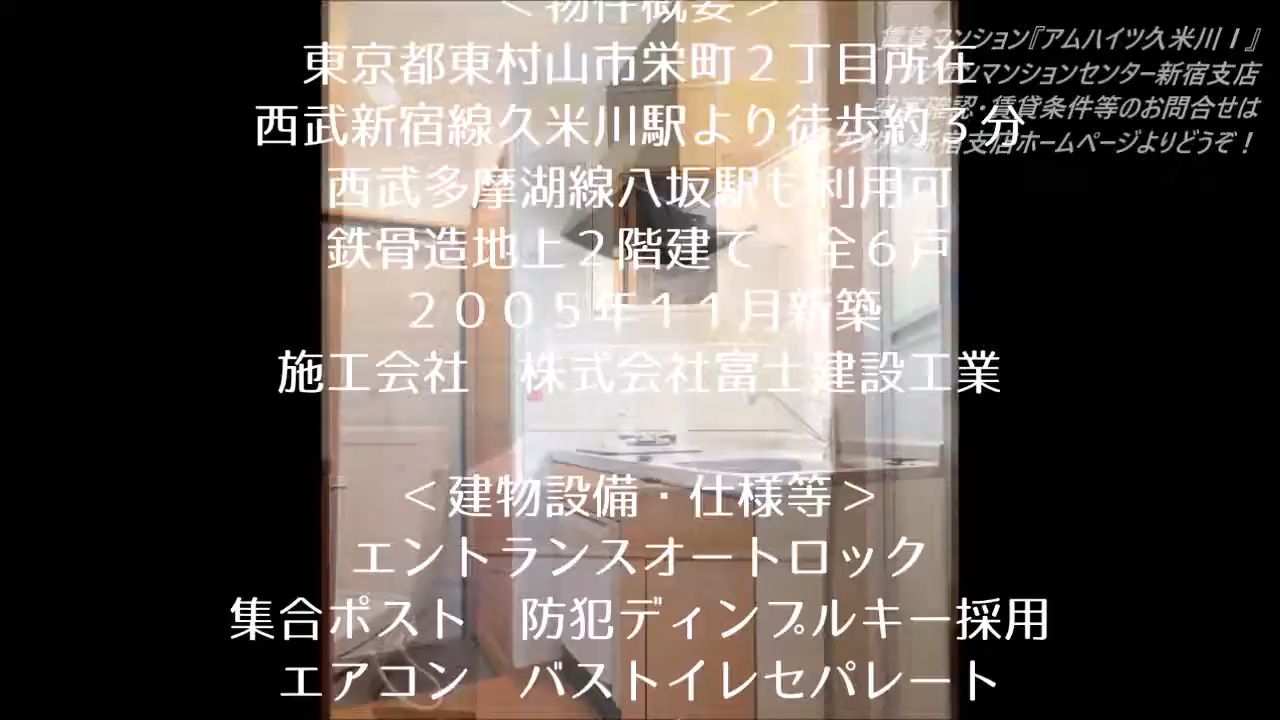 ＜物件概要＞
東京都東村山市栄町２丁目所在
西武新宿線久米川駅より徒歩約５分
西武多摩湖線八坂駅も利用可
鉄骨造地上２階建て　全６戸
２００５年１１月新築
施工会社　株式会社富士建設工業
＜建物設備・仕様等＞
エントランスオートロック
集合ポスト　防犯ディンプルキー採用
エアコン　バストイレセパレート
賃貸マンション『アムハイツ久米川Ⅰ』
マンションセンター新宿支店
確認・賃貸条件等のお問合せは
新宿支店ホームページよりどうぞ！